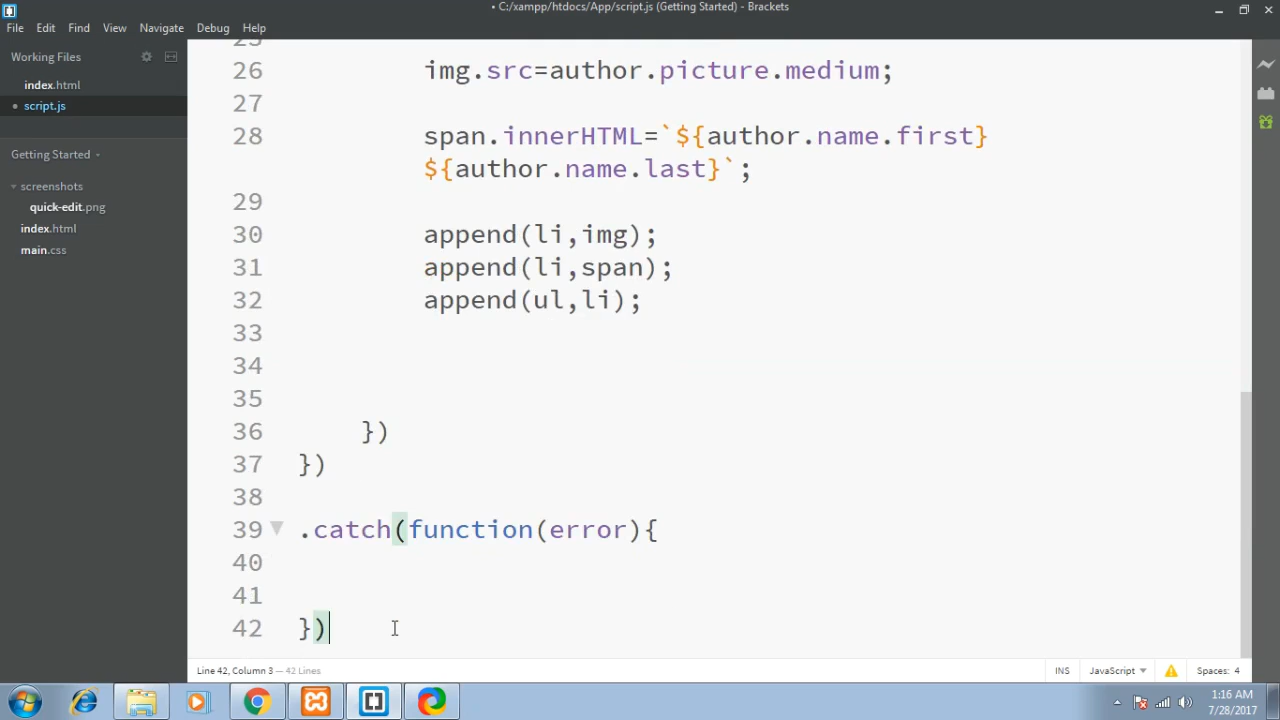 • C:/xampp/htdocs/App/script.js (Getting Started) - Brackets
File Edit Find View Navigate Debug Help
Working Files
index.html
• script.js
Getting Started
screenshots
quick-edit.png
index.html
main.css
25
26 img.src=author.picture.medium;
27
28 span.innerHTML=`${author.name.first}
${author.name.last}`;
29
30 append(li,img);
31 append(li,span);
32 append(ul,li);
33
34
35
36 })
37 })
38
39 .catch(function(error){
40
41
42 })
Line 42, Column 3 — 42 Lines
INS JavaScript Spaces: 4
1:16 AM
7/28/2017